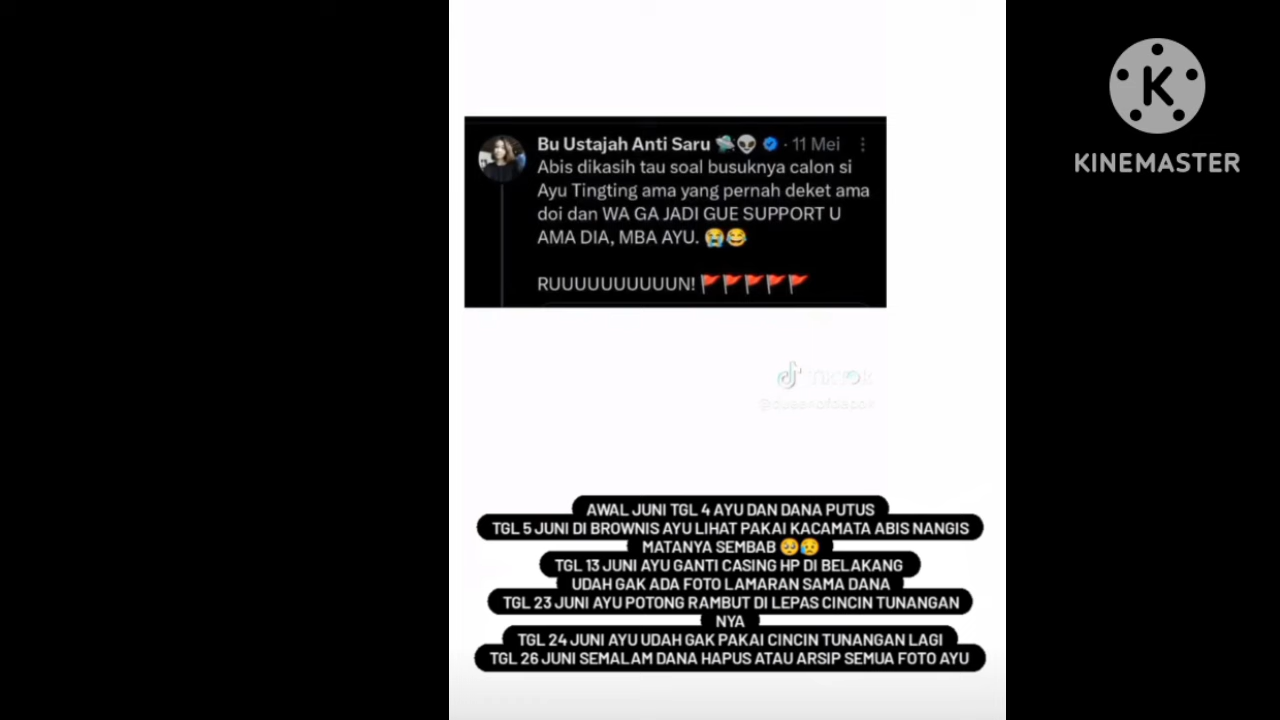 Bu Ustajah Anti Saru 🛸👽 · 11 Mei
Abis dikasih tau soal busuknya calon si
Ayu Tingting ama yang pernah deket ama
doi dan WA GA JADI GUE SUPPORT U
AMA DIA, MBA AYU. 😭😂
RUUUUUUUUUUN! 🚩🚩🚩🚩🚩
KINEMASTER
TikTok
AWAL JUNI TGL 4 AYU DAN DANA PUTUS
TGL 5 JUNI DI BROWNIS AYU LIHAT PAKAI KACAMATA ABIS NANGIS
MATANYA SEMBAB 🥺😥
TGL 13 JUNI AYU GANTI CASING HP DI BELAKANG
UDAH GAK ADA FOTO LAMARAN SAMA DANA
TGL 23 JUNI AYU POTONG RAMBUT DI LEPAS CINCIN TUNANGAN
NYA
TGL 24 JUNI AYU UDAH GAK PAKAI CINCIN TUNANGAN LAGI
TGL 26 JUNI SEMALAM DANA HAPUS ATAU ARSIP SEMUA FOTO AYU